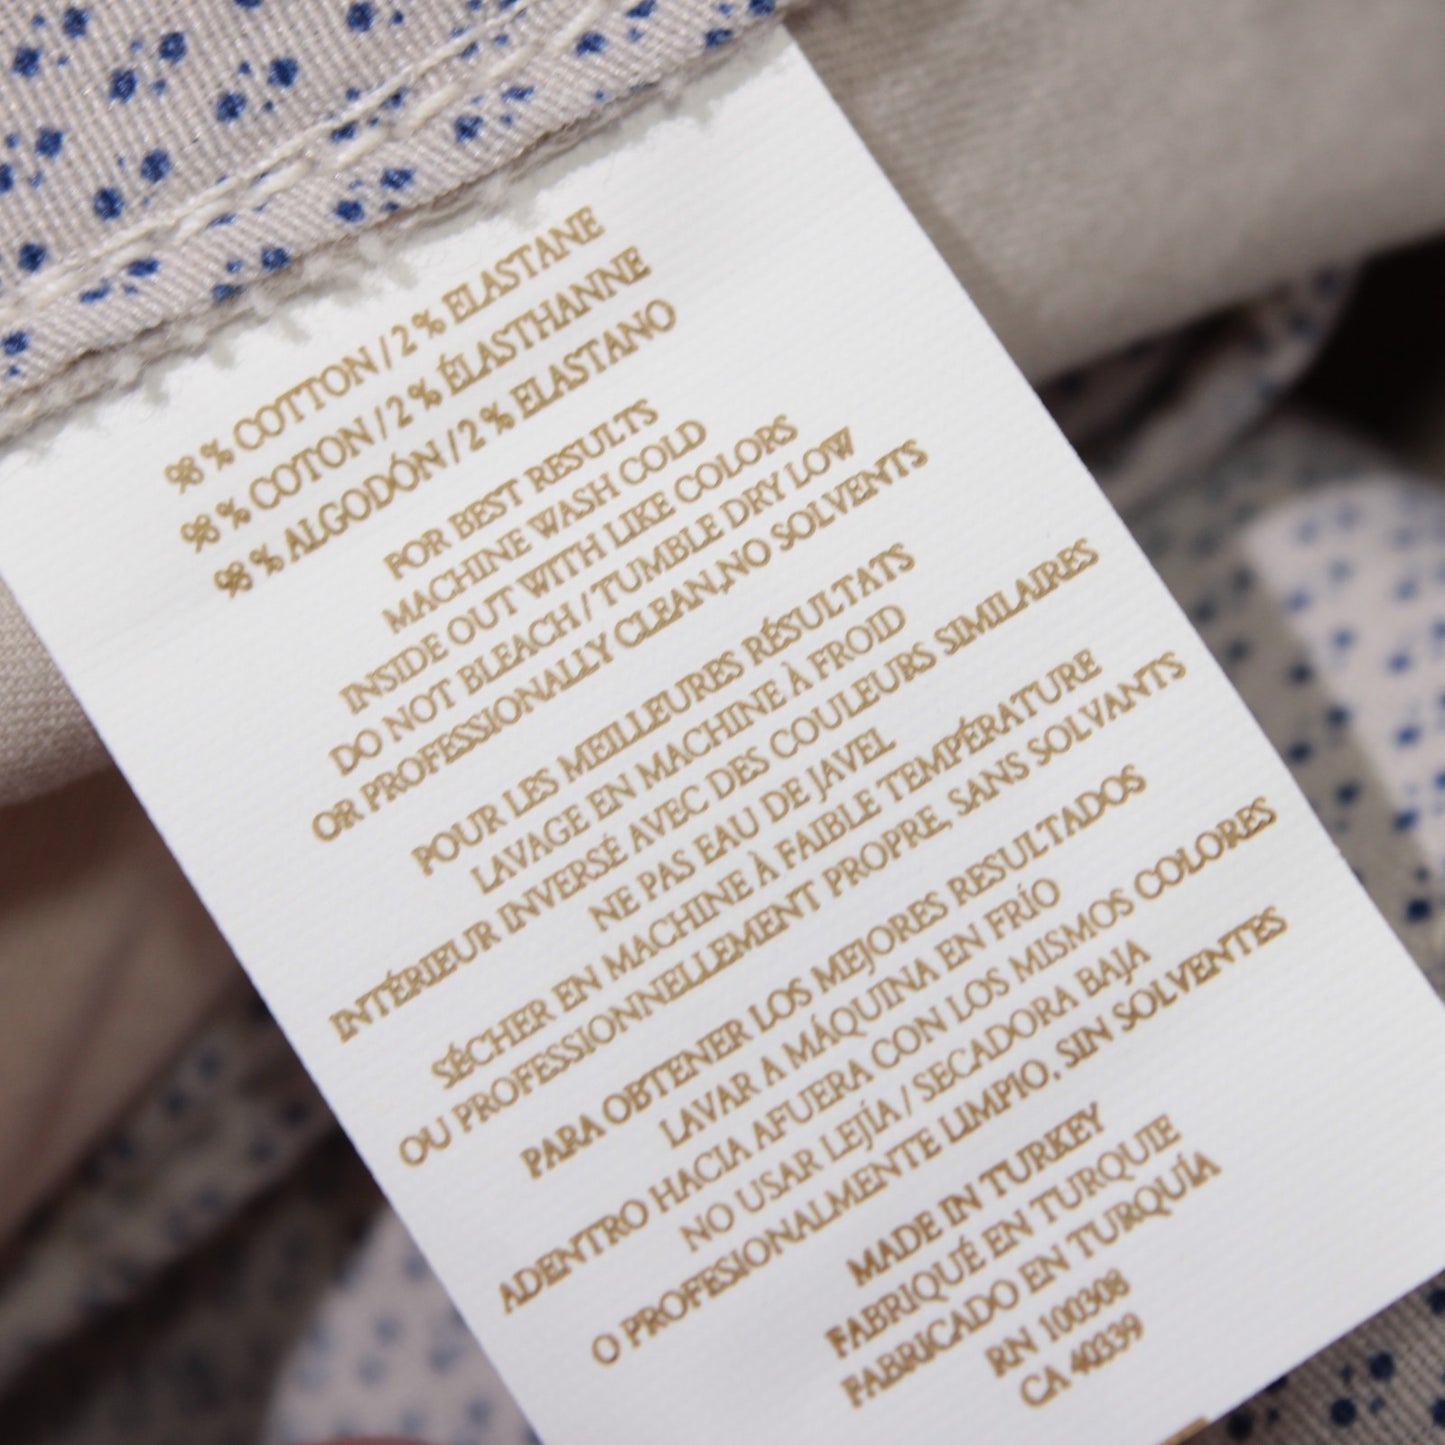 98 % COTTON / 2 % ELASTANE
98 % COTON / 2 % ÉLASTHANNE
98 % ALGODÓN / 2 % ELASTANO
FOR BEST RESULTS
MACHINE WASH COLD
INSIDE OUT WITH LIKE COLORS
DO NOT BLEACH / TUMBLE DRY LOW
OR PROFESSIONALLY CLEAN,NO SOLVENTS
POUR LES MEILLEURES RÉSULTATS
LAVAGE EN MACHINE À FROID
INTÉRIEUR INVERSÉ AVEC DES COULEURS SIMILAIRES
NE PAS EAU DE JAVEL
SÉCHER EN MACHINE À FAIBLE TEMPÉRATURE
OU PROFESSIONNELLEMENT PROPRE, SANS SOLVANTS
PARA OBTENER LOS MEJORES RESULTADOS
LAVAR A MÁQUINA EN FRÍO
ADENTRO HACIA AFUERA CON LOS MISMOS COLORES
NO USAR LEJÍA / SECADORA BAJA
O PROFESIONALMENTE LIMPIO, SIN SOLVENTES
MADE IN TURKEY
FABRIQUÉ EN TURQUIE
FABRICADO EN TURQUÍA
RN 100308
CA 40339